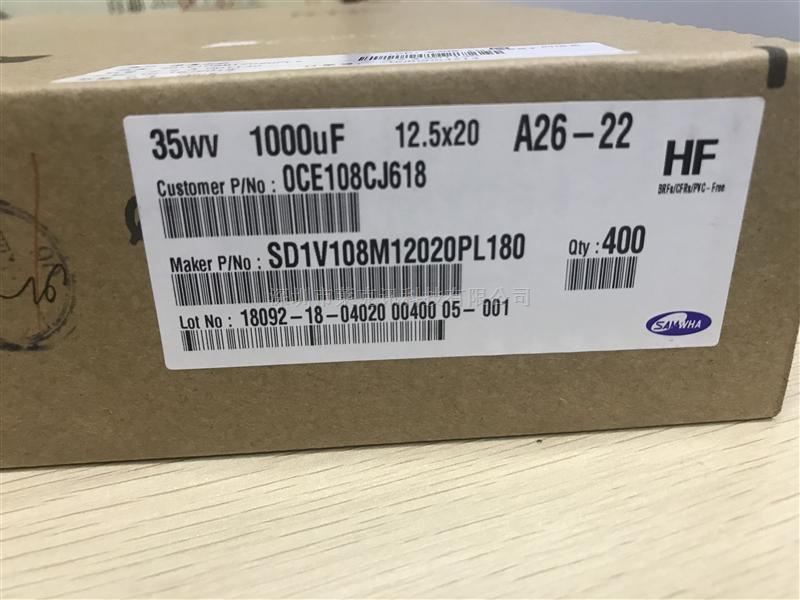 35WV 1000uF 12.5x20 A26-22
HF
BRFs/CFRs/PVC-Free
Customer P/No : 0CE108CJ618
Maker P/No : SD1V108M12020PL180
Qty : 400
Lot No : 18092-18-04020 00400 05-001
SAMWHA